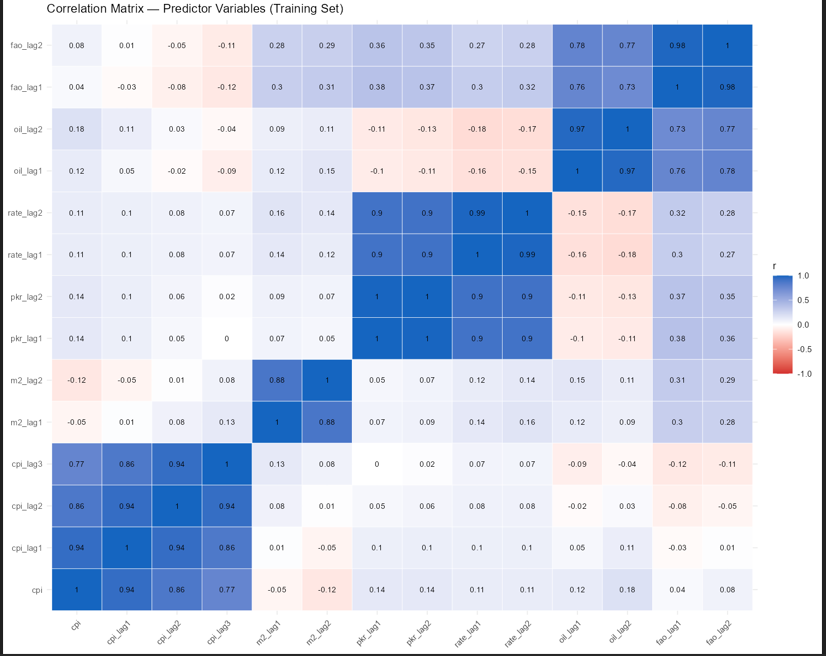 Correlation Matrix — Predictor Variables (Training Set)
fao_lag2 0.08 0.01 -0.05 -0.11 0.28 0.29 0.36 0.35 0.27 0.28 0.78 0.77 0.98 1
fao_lag1 0.04 -0.03 -0.08 -0.12 0.3 0.31 0.38 0.37 0.3 0.32 0.76 0.73 1 0.98
oil_lag2 0.18 0.11 0.03 -0.04 0.09 0.11 -0.11 -0.13 -0.18 -0.17 0.97 1 0.73 0.77
oil_lag1 0.12 0.05 -0.02 -0.09 0.12 0.15 -0.1 -0.11 -0.16 -0.15 1 0.97 0.76 0.78
rate_lag2 0.11 0.1 0.08 0.07 0.16 0.14 0.9 0.9 0.99 1 -0.15 -0.17 0.32 0.28
rate_lag1 0.11 0.1 0.08 0.07 0.14 0.12 0.9 0.9 1 0.99 -0.16 -0.18 0.3 0.27
pkr_lag2 0.14 0.1 0.06 0.02 0.09 0.07 1 1 0.9 0.9 -0.11 -0.13 0.37 0.35
pkr_lag1 0.14 0.1 0.05 0 0.07 0.05 1 1 0.9 0.9 -0.1 -0.11 0.38 0.36
m2_lag2 -0.12 -0.05 0.01 0.08 0.88 1 0.05 0.07 0.12 0.14 0.15 0.11 0.31 0.29
m2_lag1 -0.05 0.01 0.08 0.13 1 0.88 0.07 0.09 0.14 0.16 0.12 0.09 0.3 0.28
cpi_lag3 0.77 0.86 0.94 1 0.13 0.08 0 0.02 0.07 0.07 -0.09 -0.04 -0.12 -0.11
cpi_lag2 0.86 0.94 1 0.94 0.08 0.01 0.05 0.06 0.08 0.08 -0.02 0.03 -0.08 -0.05
cpi_lag1 0.94 1 0.94 0.86 0.01 -0.05 0.1 0.1 0.1 0.1 0.05 0.11 -0.03 0.01
cpi 1 0.94 0.86 0.77 -0.05 -0.12 0.14 0.14 0.11 0.11 0.12 0.18 0.04 0.08
cpi cpi_lag1 cpi_lag2 cpi_lag3 m2_lag1 m2_lag2 pkr_lag1 pkr_lag2 rate_lag1 rate_lag2 oil_lag1 oil_lag2 fao_lag1 fao_lag2
r
1.0
0.5
0.0
-0.5
-1.0